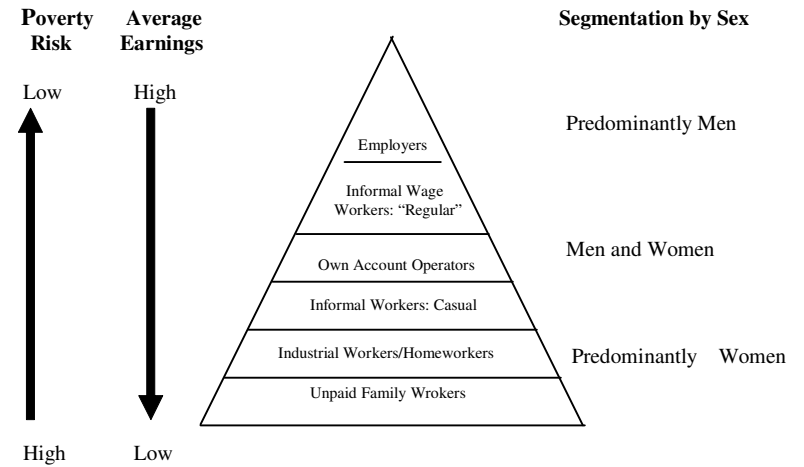 Poverty
Risk
Average
Earnings
Segmentation by Sex
Low
High
Predominantly Men
Employers
Informal Wage
Workers: “Regular”
Men and Women
Own Account Operators
Informal Workers: Casual
Industrial Workers/Homeworkers
Predominantly Women
Unpaid Family Wrokers
High
Low